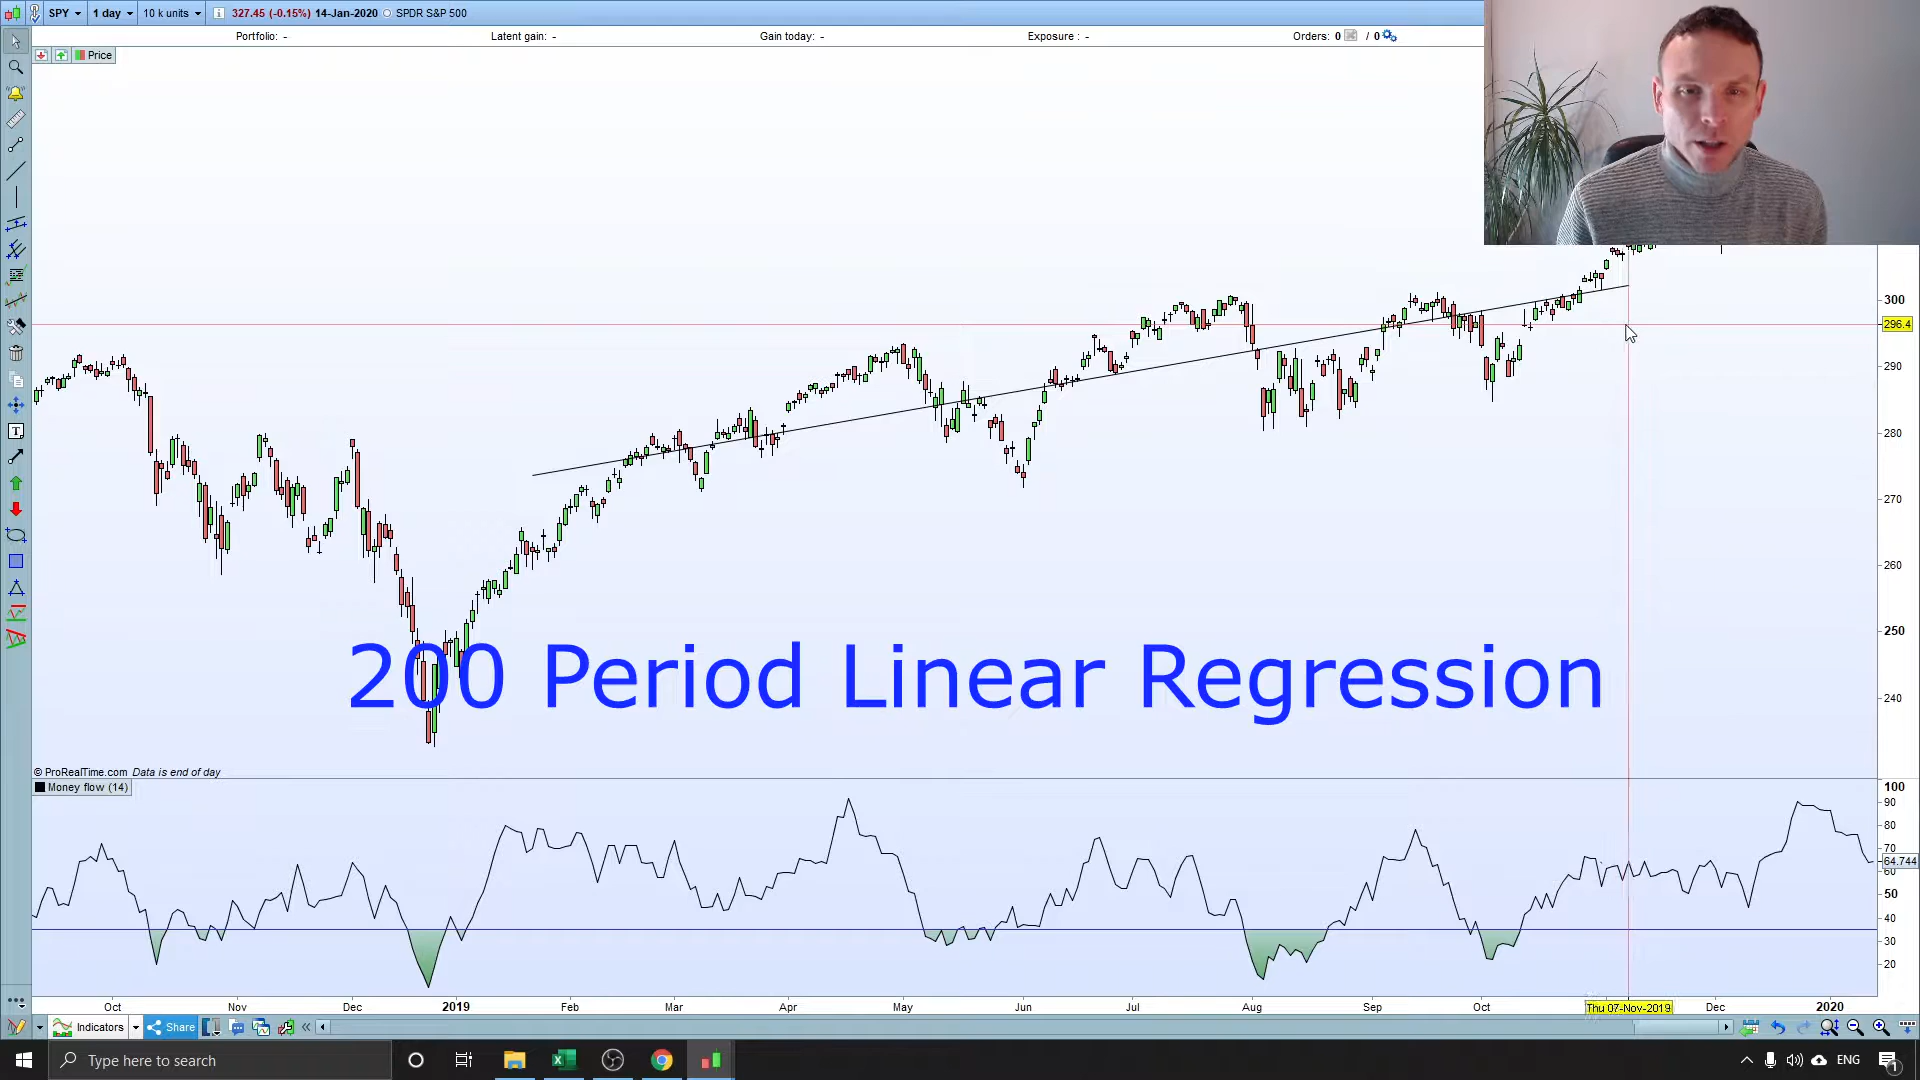 SPY 1 day 10 k units 327.45 (-0.15%) 14-Jan-2020 SPDR S&P 500
Portfolio: - Latent gain: - Gain today: - Exposure : - Orders: 0 / 0
Price
300
296.4
290
280
270
260
250
240
200 Period Linear Regression
© ProRealTime.com Data is end of day
Money flow (14)
100
90
80
70
64.744
60
50
40
30
20
Oct Nov Dec 2019 Feb Mar Apr May Jun Jul Aug Sep Oct Thu 07-Nov-2019 Dec 2020
Indicators Share
Type here to search
ENG
1